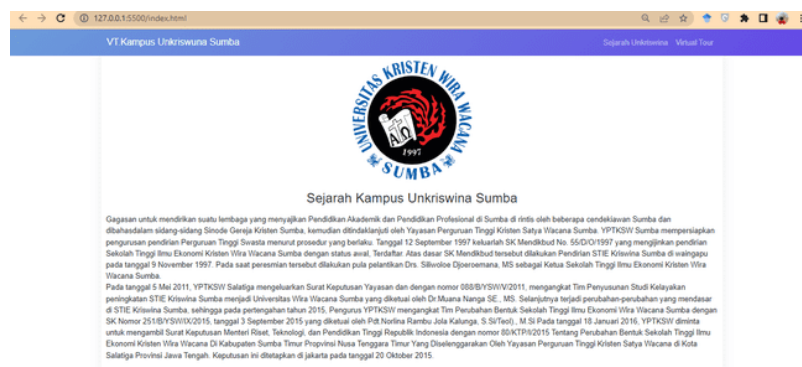 127.0.0.1:5500/index.html
VT.Kampus Unkriswuna Sumba
Sejarah Unkriswina Virtual Tour
UNIVERSITAS KRISTEN WIRA WACANA
1997
SUMBA
Sejarah Kampus Unkriswina Sumba
Gagasan untuk mendirikan suatu lembaga yang menyajikan Pendidikan Akademik dan Pendidikan Profesional di Sumba di rintis oleh beberapa cendekiawan Sumba dan
dibahasdalam sidang-sidang Sinode Gereja Kristen Sumba, kemudian ditindaklanjuti oleh Yayasan Perguruan Tinggi Kristen Satya Wacana Sumba. YPTKSW Sumba mempersiapkan
pengurusan pendirian Perguruan Tinggi Swasta menurut prosedur yang berlaku. Tanggal 12 September 1997 keluarlah SK Mendikbud No. 55/D/O/1997 yang mengijinkan pendirian
Sekolah Tinggi Ilmu Ekonomi Kristen Wira Wacana Sumba dengan status awal, Terdaftar. Atas dasar SK Mendikbud tersebut dilakukan Pendirian STIE Kriswina Sumba di waingapu
pada tanggal 9 November 1997. Pada saat peresmian tersebut dilakukan pula pelantikan Drs. Siliwoloe Djoeroemana, MS sebagai Ketua Sekolah Tinggi Ilmu Ekonomi Kristen Wira
Wacana Sumba.
Pada tanggal 5 Mei 2011, YPTKSW Salatiga mengeluarkan Surat Keputusan Yayasan dan dengan nomor 088/B/YSW/V/2011, mengangkat Tim Penyusunan Studi Kelayakan
peningkatan STIE Kriswina Sumba menjadi Universitas Wira Wacana Sumba yang diketuai oleh Dr.Muana Nanga SE., MS. Selanjutnya terjadi perubahan-perubahan yang mendasar
di STIE Kriswina Sumba, sehingga pada pertengahan tahun 2015, Pengurus YPTKSW mengangkat Tim Perubahan Bentuk Sekolah Tinggi Ilmu Ekonomi Wira Wacana Sumba dengan
SK Nomor 251/B/YSW/IX/2015, tanggal 3 September 2015 yang diketuai oleh Pdt.Norlina Rambu Jola Kalunga, S.Si/Teol)., M.Si Pada tanggal 18 Januari 2016, YPTKSW diminta
untuk mengambil Surat Keputusan Menteri Riset, Teknologi, dan Pendidikan Tinggi Republik Indonesia dengan nomor 80/KTP/I/2015 Tentang Perubahan Bentuk Sekolah Tinggi Ilmu
Ekonomi Kristen Wira Wacana Di Kabupaten Sumba Timur Propvinsi Nusa Tenggara Timur Yang Diselenggarakan Oleh Yayasan Perguruan Tinggi Kristen Satya Wacana di Kota
Salatiga Provinsi Jawa Tengah. Keputusan ini ditetapkan di jakarta pada tanggal 20 Oktober 2015.